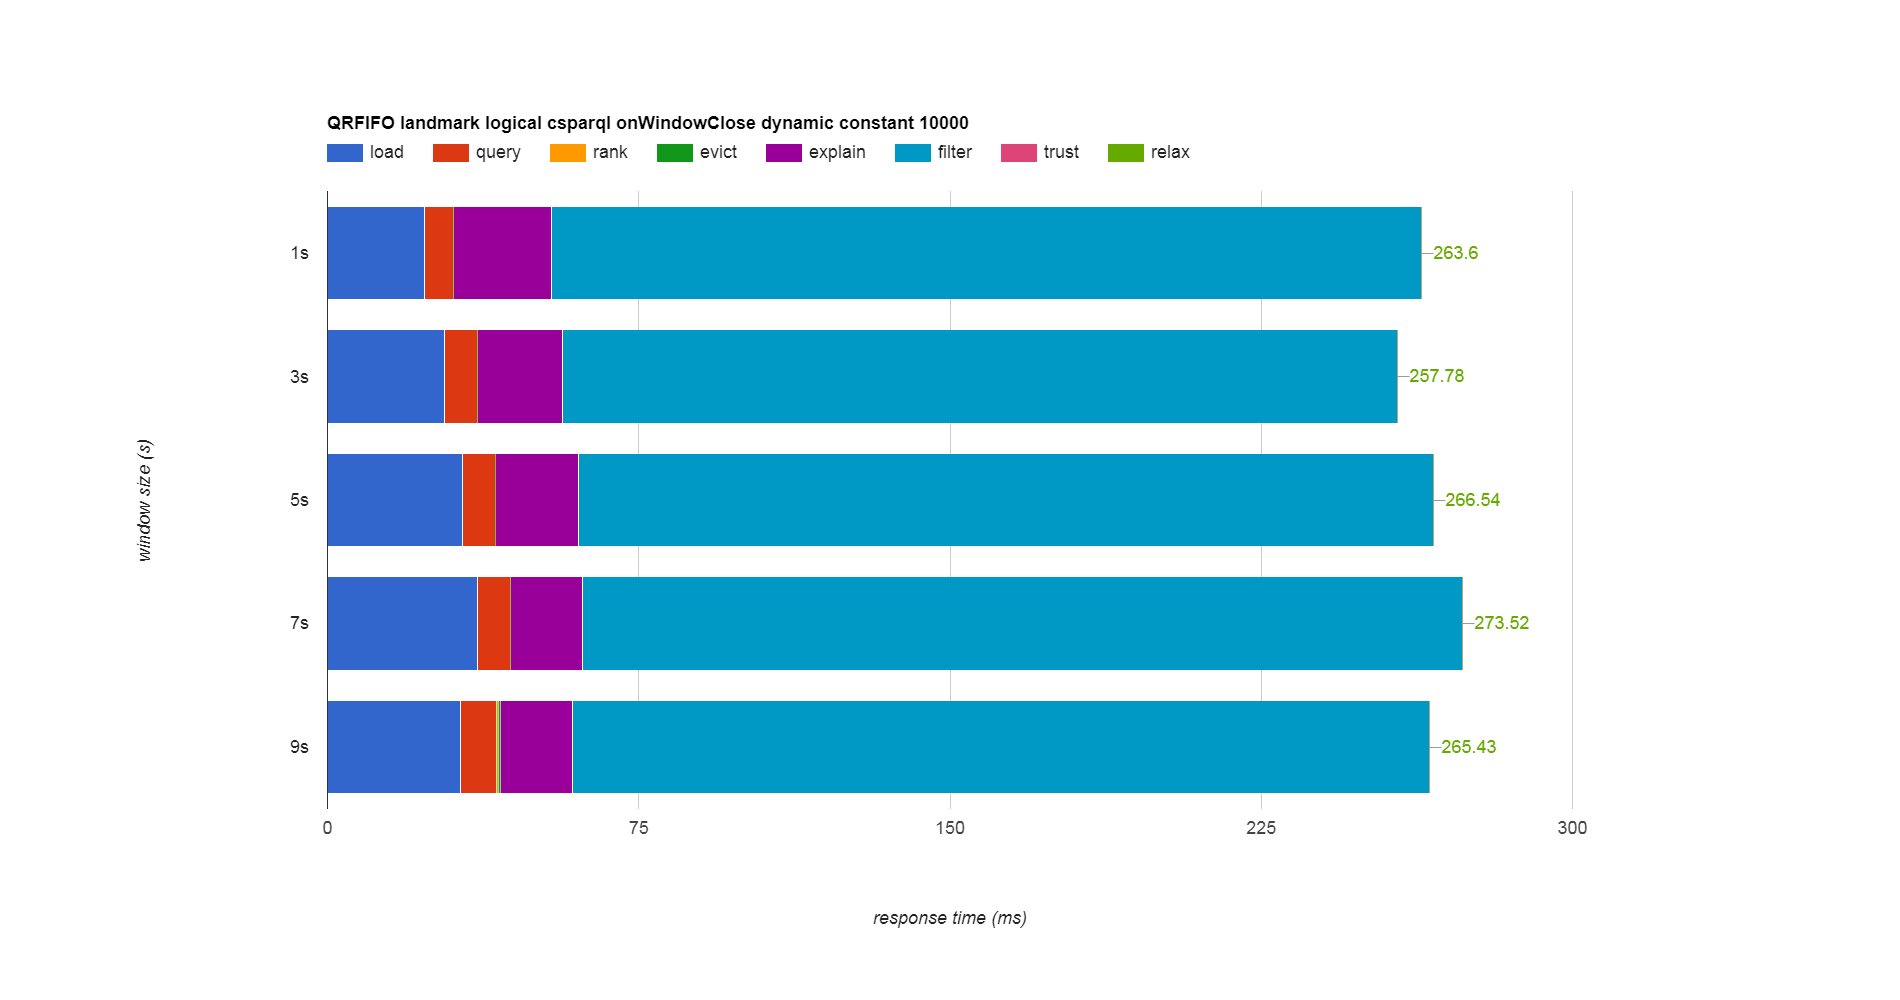 QRFIFO landmark logical csparql onWindowClose dynamic constant 10000
load query rank evict explain filter trust relax
1s 263.6
3s 257.78
5s 266.54
7s 273.52
9s 265.43
window size (s)
0 75 150 225 300
response time (ms)